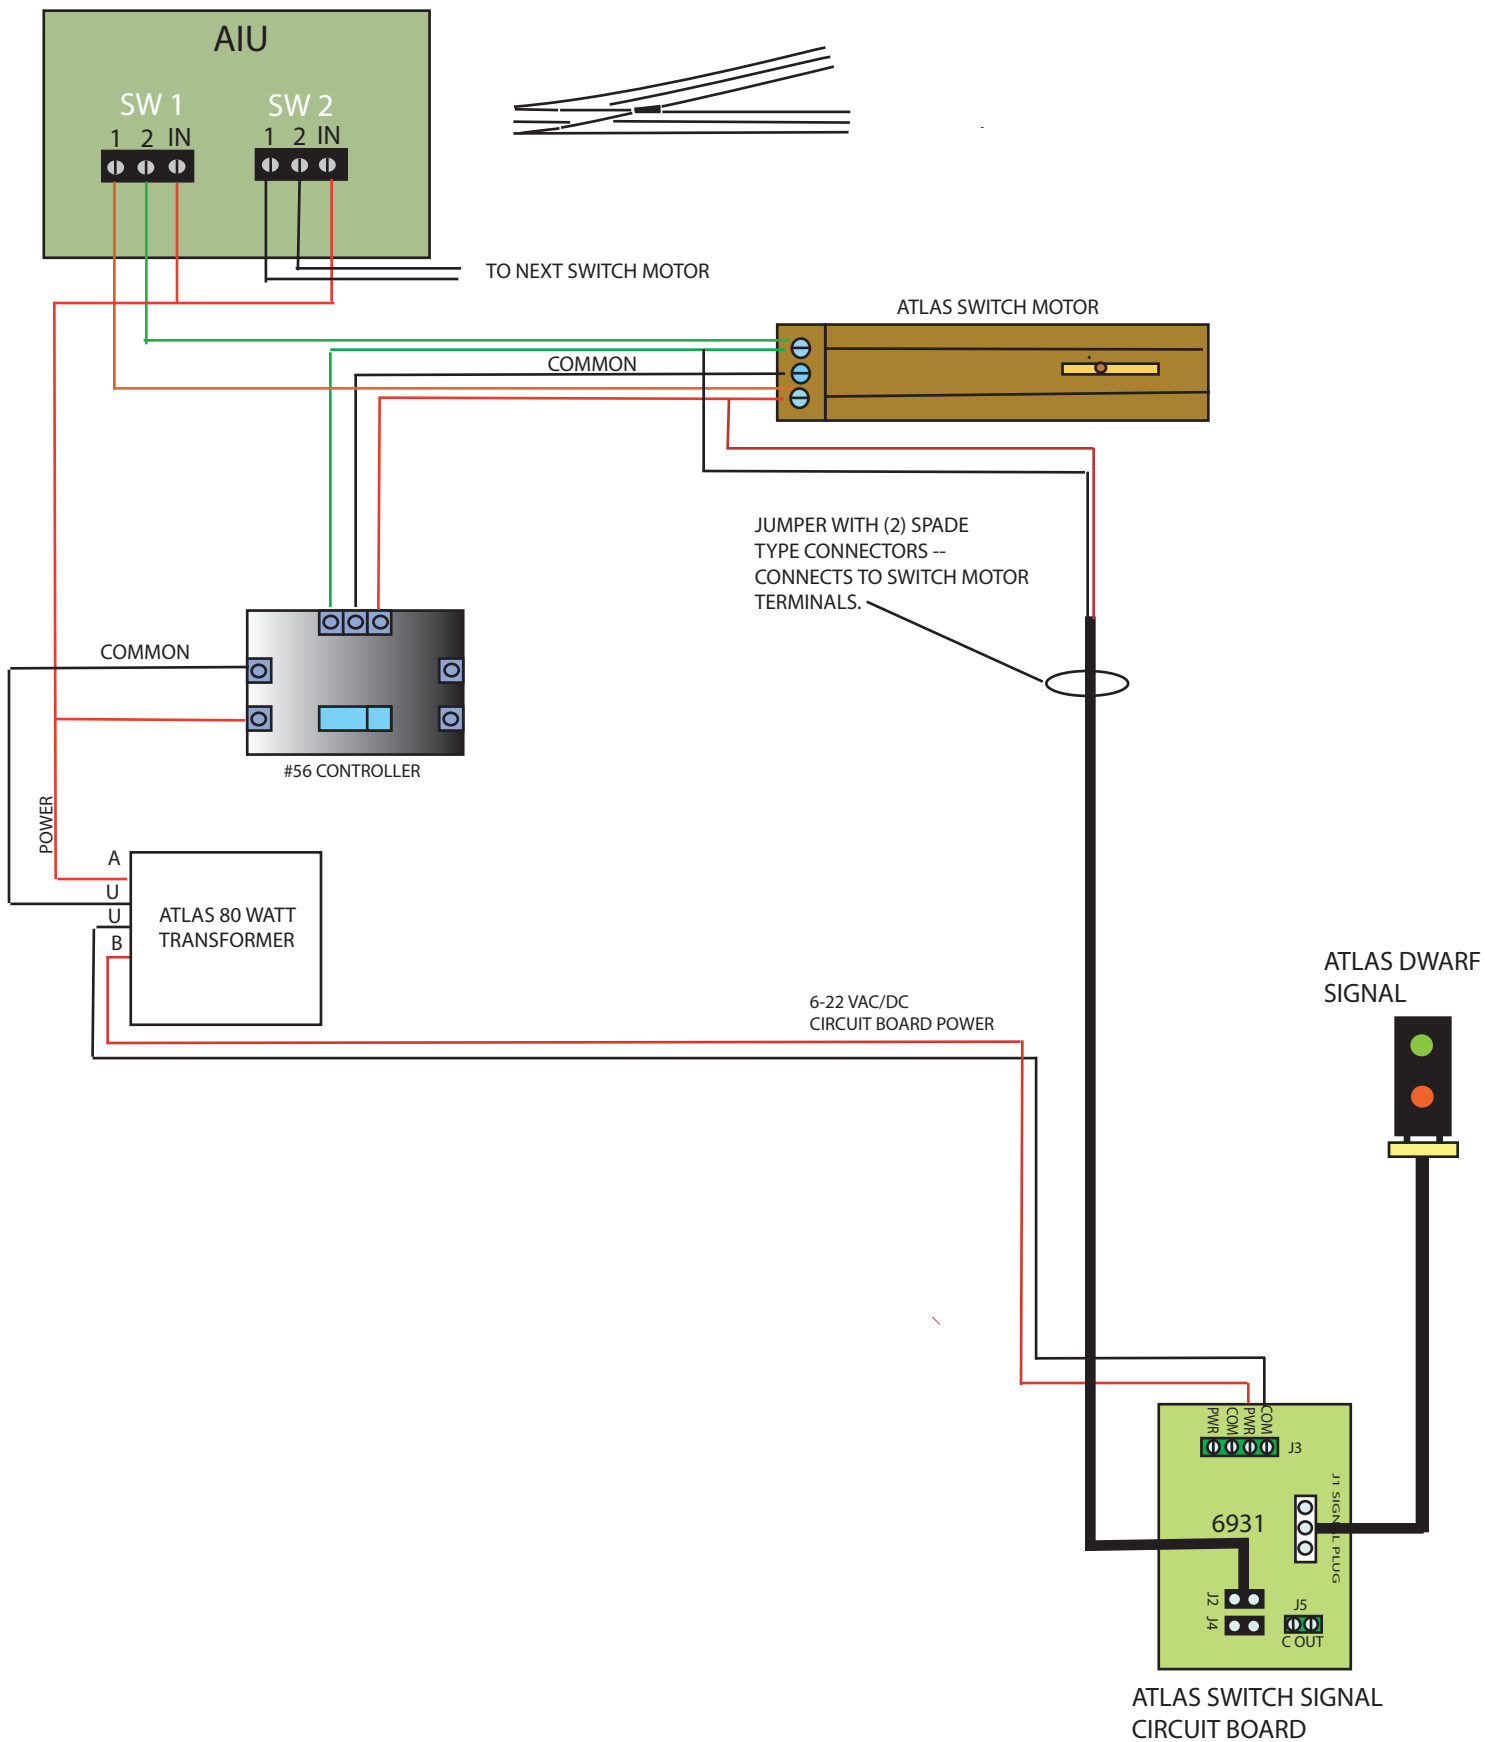 AIU
SW 1
SW 2
1 2 IN
1 2 IN
TO NEXT SWITCH MOTOR
ATLAS SWITCH MOTOR
COMMON
JUMPER WITH (2) SPADE
TYPE CONNECTORS --
CONNECTS TO SWITCH MOTOR
TERMINALS.
COMMON
#56 CONTROLLER
POWER
A
U
U
B
ATLAS 80 WATT
TRANSFORMER
6-22 VAC/DC
CIRCUIT BOARD POWER
ATLAS DWARF
SIGNAL
PWR
COM
PWR
COM
J3
J1 SIGNAL PLUG
6931
J2
J4
J5
C OUT
ATLAS SWITCH SIGNAL
CIRCUIT BOARD